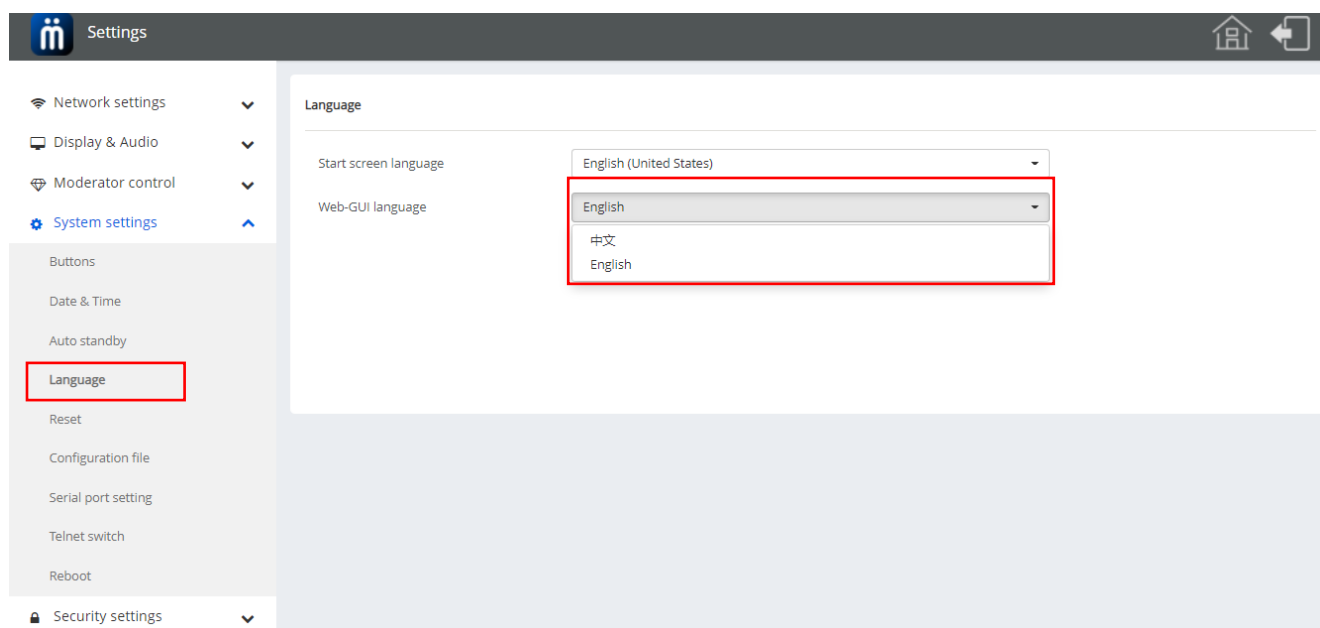 Settings
Network settings
Display & Audio
Moderator control
System settings
Buttons
Date & Time
Auto standby
Language
Reset
Configuration file
Serial port setting
Telnet switch
Reboot
Security settings
Language
Start screen language English (United States)
Web-GUI language English
中文
English